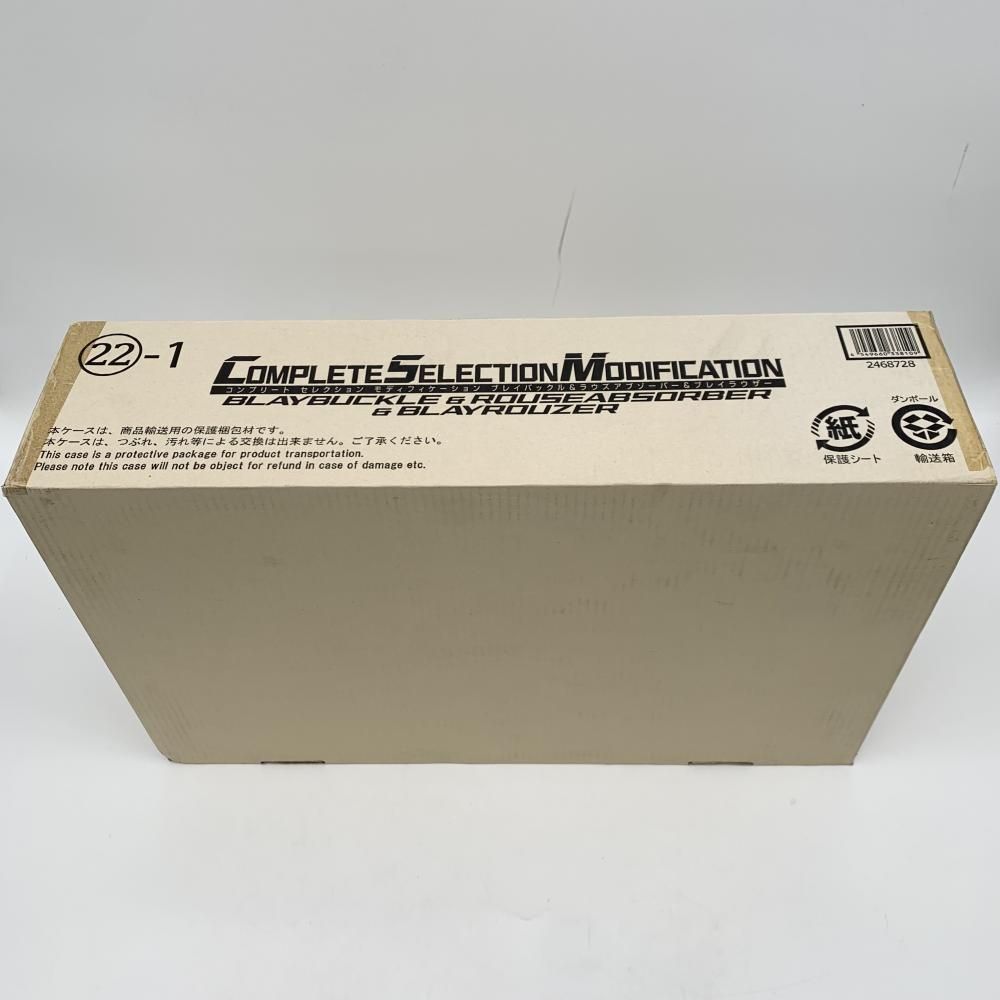 22-1
COMPLETE SELECTION MODIFICATION
コンプリート セレクション モディフィケーション ブレイバックル&ラウズアブソーバー&ブレイラウザー
BLAYBUCKLE & ROUSEABSORBER
& BLAYROUZER
本ケースは、商品輸送用の保護梱包材です。
本ケースは、つぶれ、汚れ等による交換は出来ません。ご了承ください。
This case is a protective package for product transportation.
Please note this case will not be object for refund in case of damage etc.
4 549660 338109
2468728
紙
保護シート
ダンボール
輸送箱